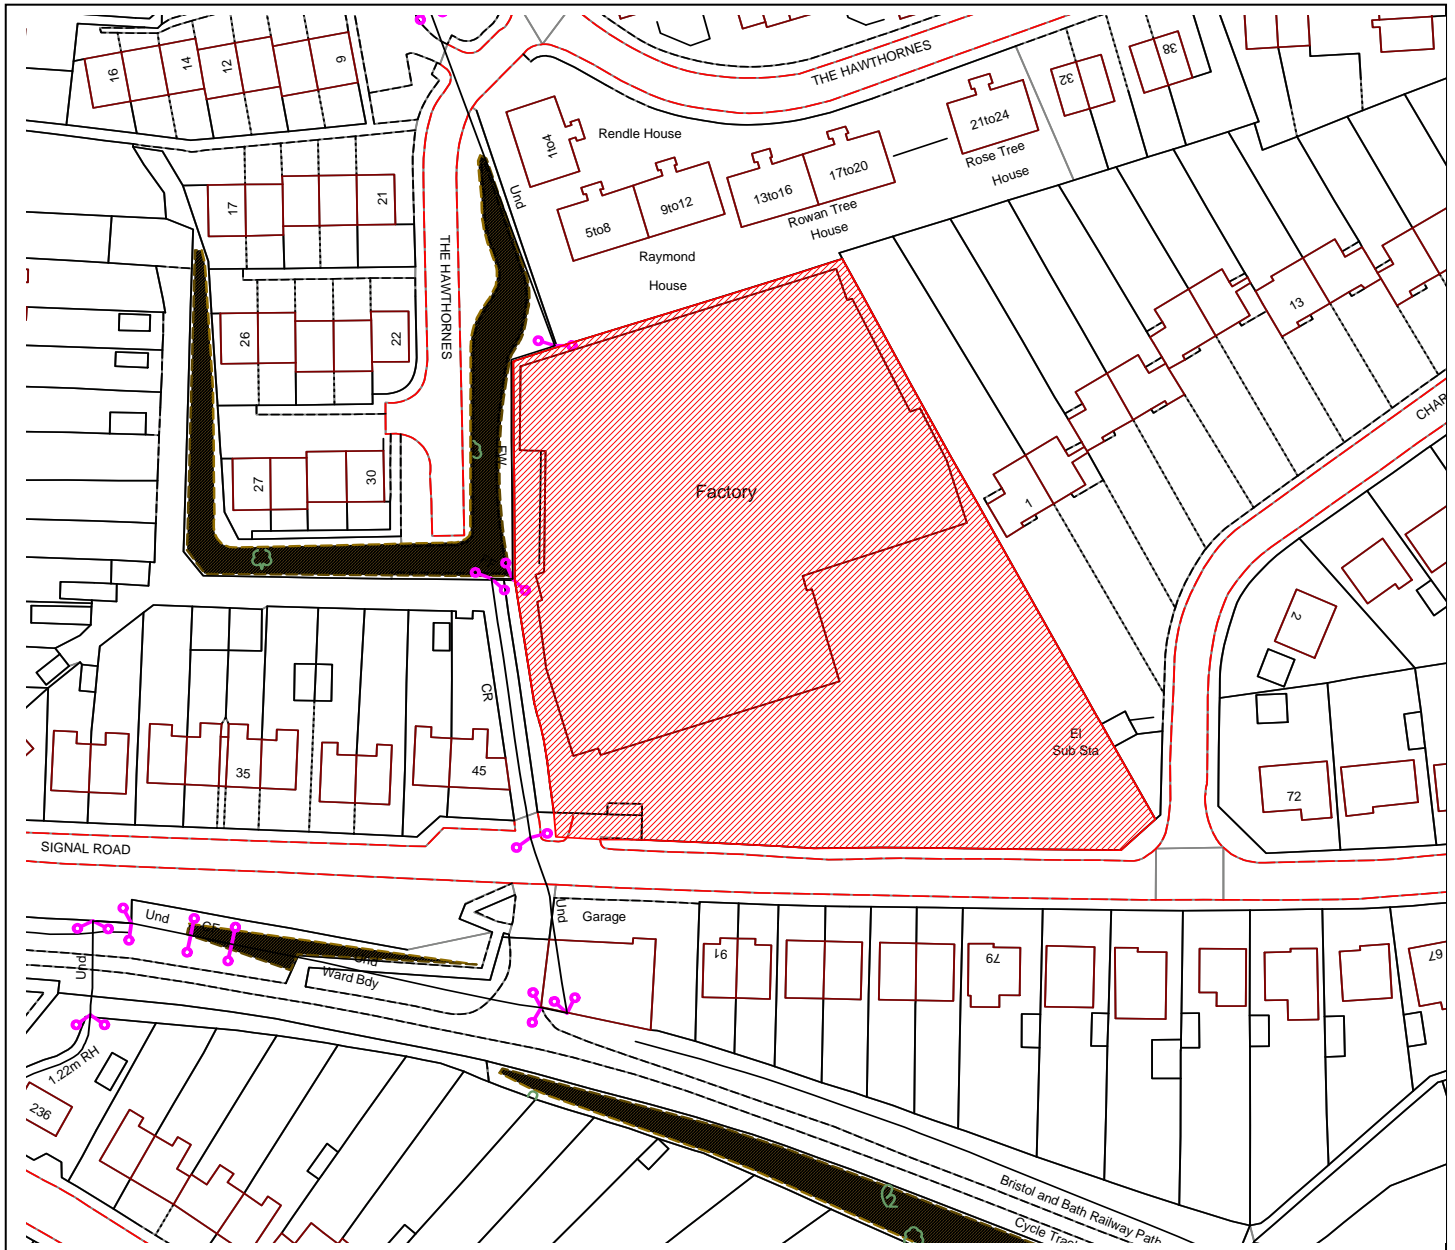 16
14
12
9
THE HAWTHORNES
32
38
1to4
Rendle House
21to24
Rose Tree
House
17
21
Und
5to8
9to12
13to16
17to20
Rowan Tree
House
Raymond
House
THE HAWTHORNES
26
22
13
CHAR
27
30
FW
Factory
1
2
CR
35
45
El
Sub Sta
72
SIGNAL ROAD
Und
CF
Und
Und
Garage
Und
Ward Bdy
91
79
67
1.22m RH
236
Bristol and Bath Railway Path
Cycle Track